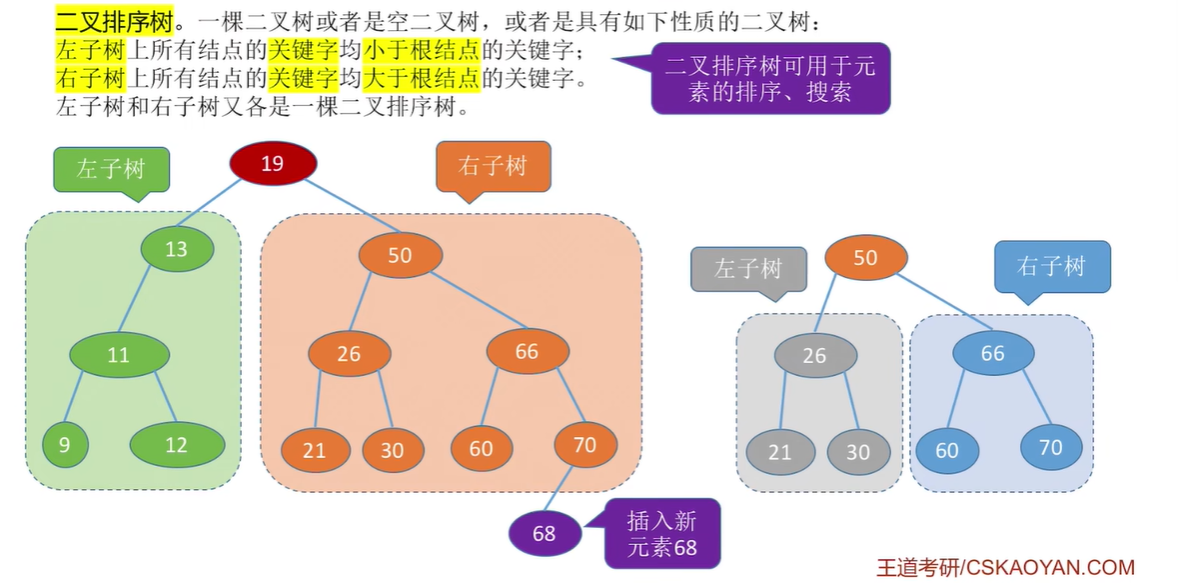 二叉排序树。一棵二叉树或者是空二叉树，或者是具有如下性质的二叉树：
左子树上所有结点的关键字均小于根结点的关键字；
右子树上所有结点的关键字均大于根结点的关键字。
左子树和右子树又各是一棵二叉排序树。
二叉排序树可用于元
素的排序、搜索
左子树
19
右子树
13
50
11
26
66
9
12
21
30
60
70
68
插入新
元素68
左子树
50
右子树
26
66
21
30
60
70
王道考研/CSKAOYAN.COM